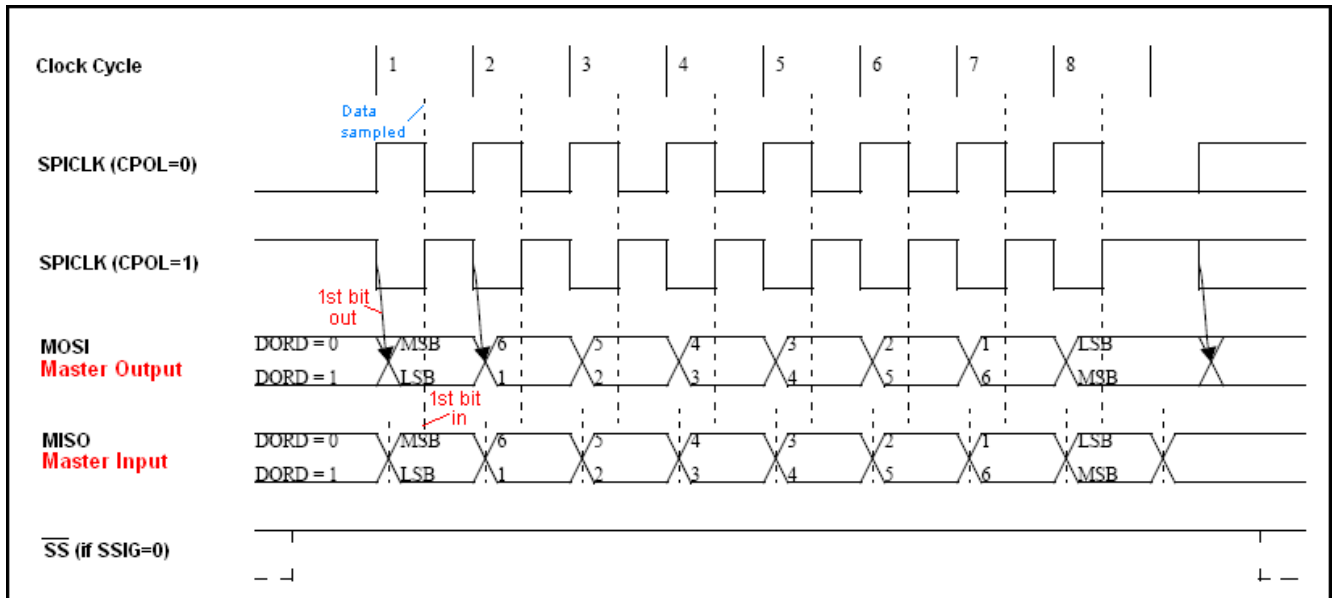 Clock Cycle 1 2 3 4 5 6 7 8
Data
sampled
SPICLK (CPOL=0)
SPICLK (CPOL=1)
1st bit
out
MOSI DORD = 0 MSB 6 5 4 3 2 1 LSB
Master Output DORD = 1 LSB 1 2 3 4 5 6 MSB
1st bit
in
MISO DORD = 0 MSB 6 5 4 3 2 1 LSB
Master Input DORD = 1 LSB 1 2 3 4 5 6 MSB
SS (if SSIG=0)